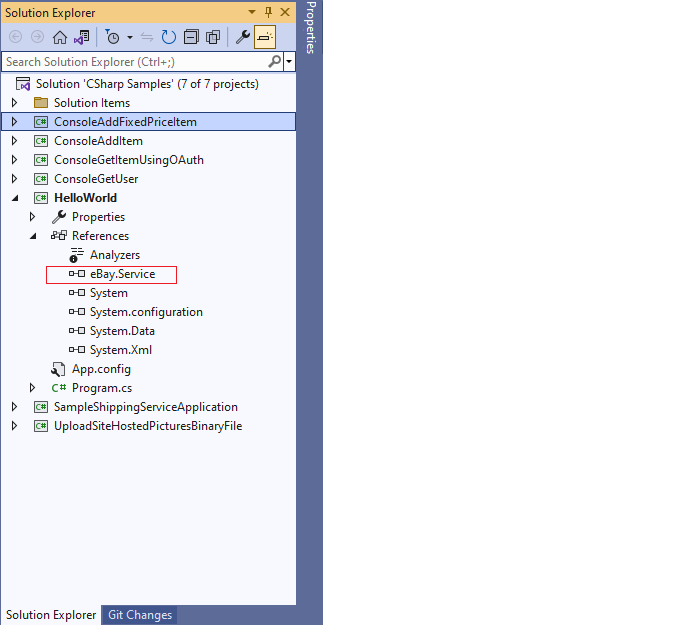 Solution Explorer
Properties
Search Solution Explorer (Ctrl+;)
Solution 'CSharp Samples' (7 of 7 projects)
Solution Items
C# ConsoleAddFixedPriceItem
C# ConsoleAddItem
C# ConsoleGetItemUsingOAuth
C# ConsoleGetUser
C# HelloWorld
Properties
References
Analyzers
eBay.Service
System
System.configuration
System.Data
System.Xml
App.config
C# Program.cs
C# SampleShippingServiceApplication
C# UploadSiteHostedPicturesBinaryFile
Solution Explorer Git Changes